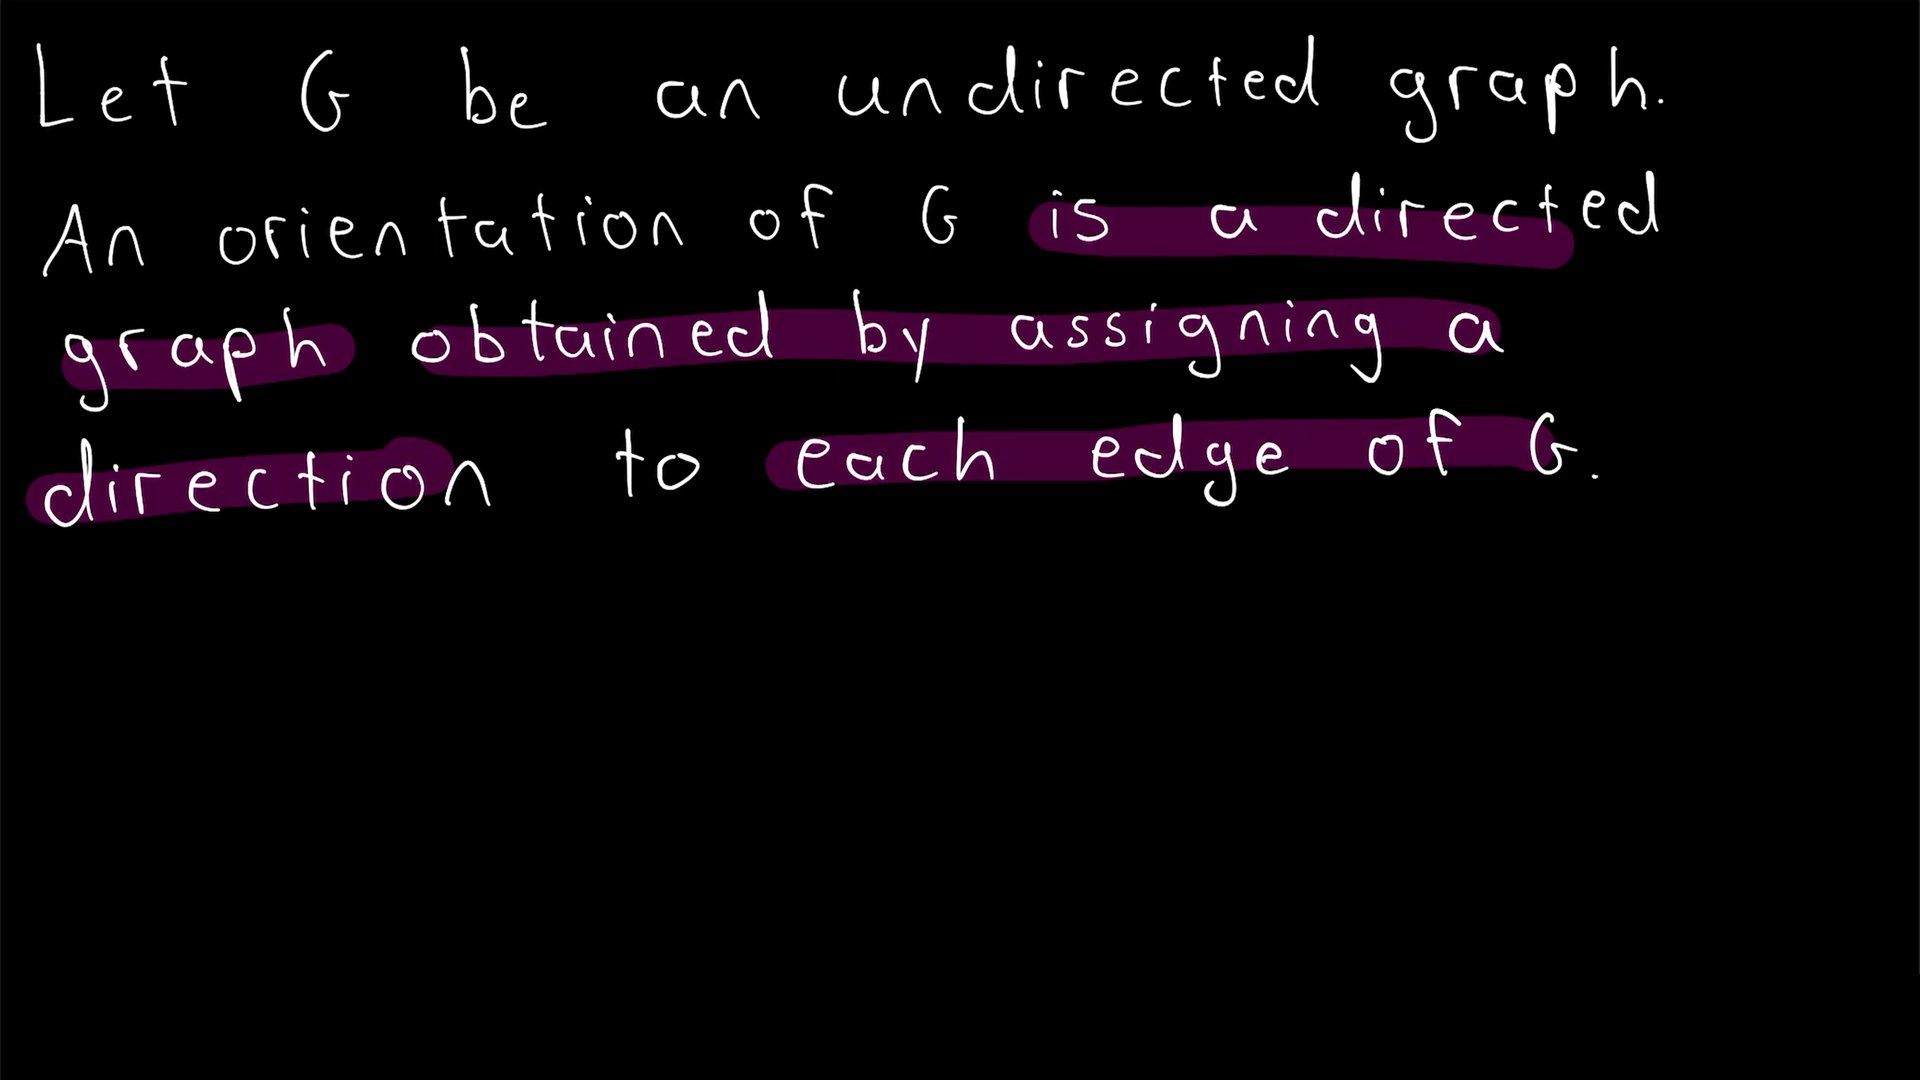 Let G be an undirected graph.
An orientation of G is a directed
graph obtained by assigning a
direction to each edge of G.